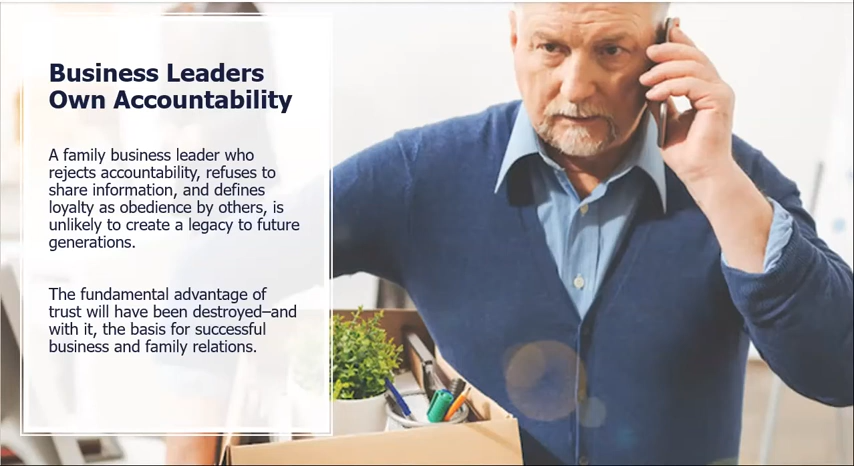 Business Leaders
Own Accountability
A family business leader who
rejects accountability, refuses to
share information, and defines
loyalty as obedience by others, is
unlikely to create a legacy to future
generations.
The fundamental advantage of
trust will have been destroyed–and
with it, the basis for successful
business and family relations.